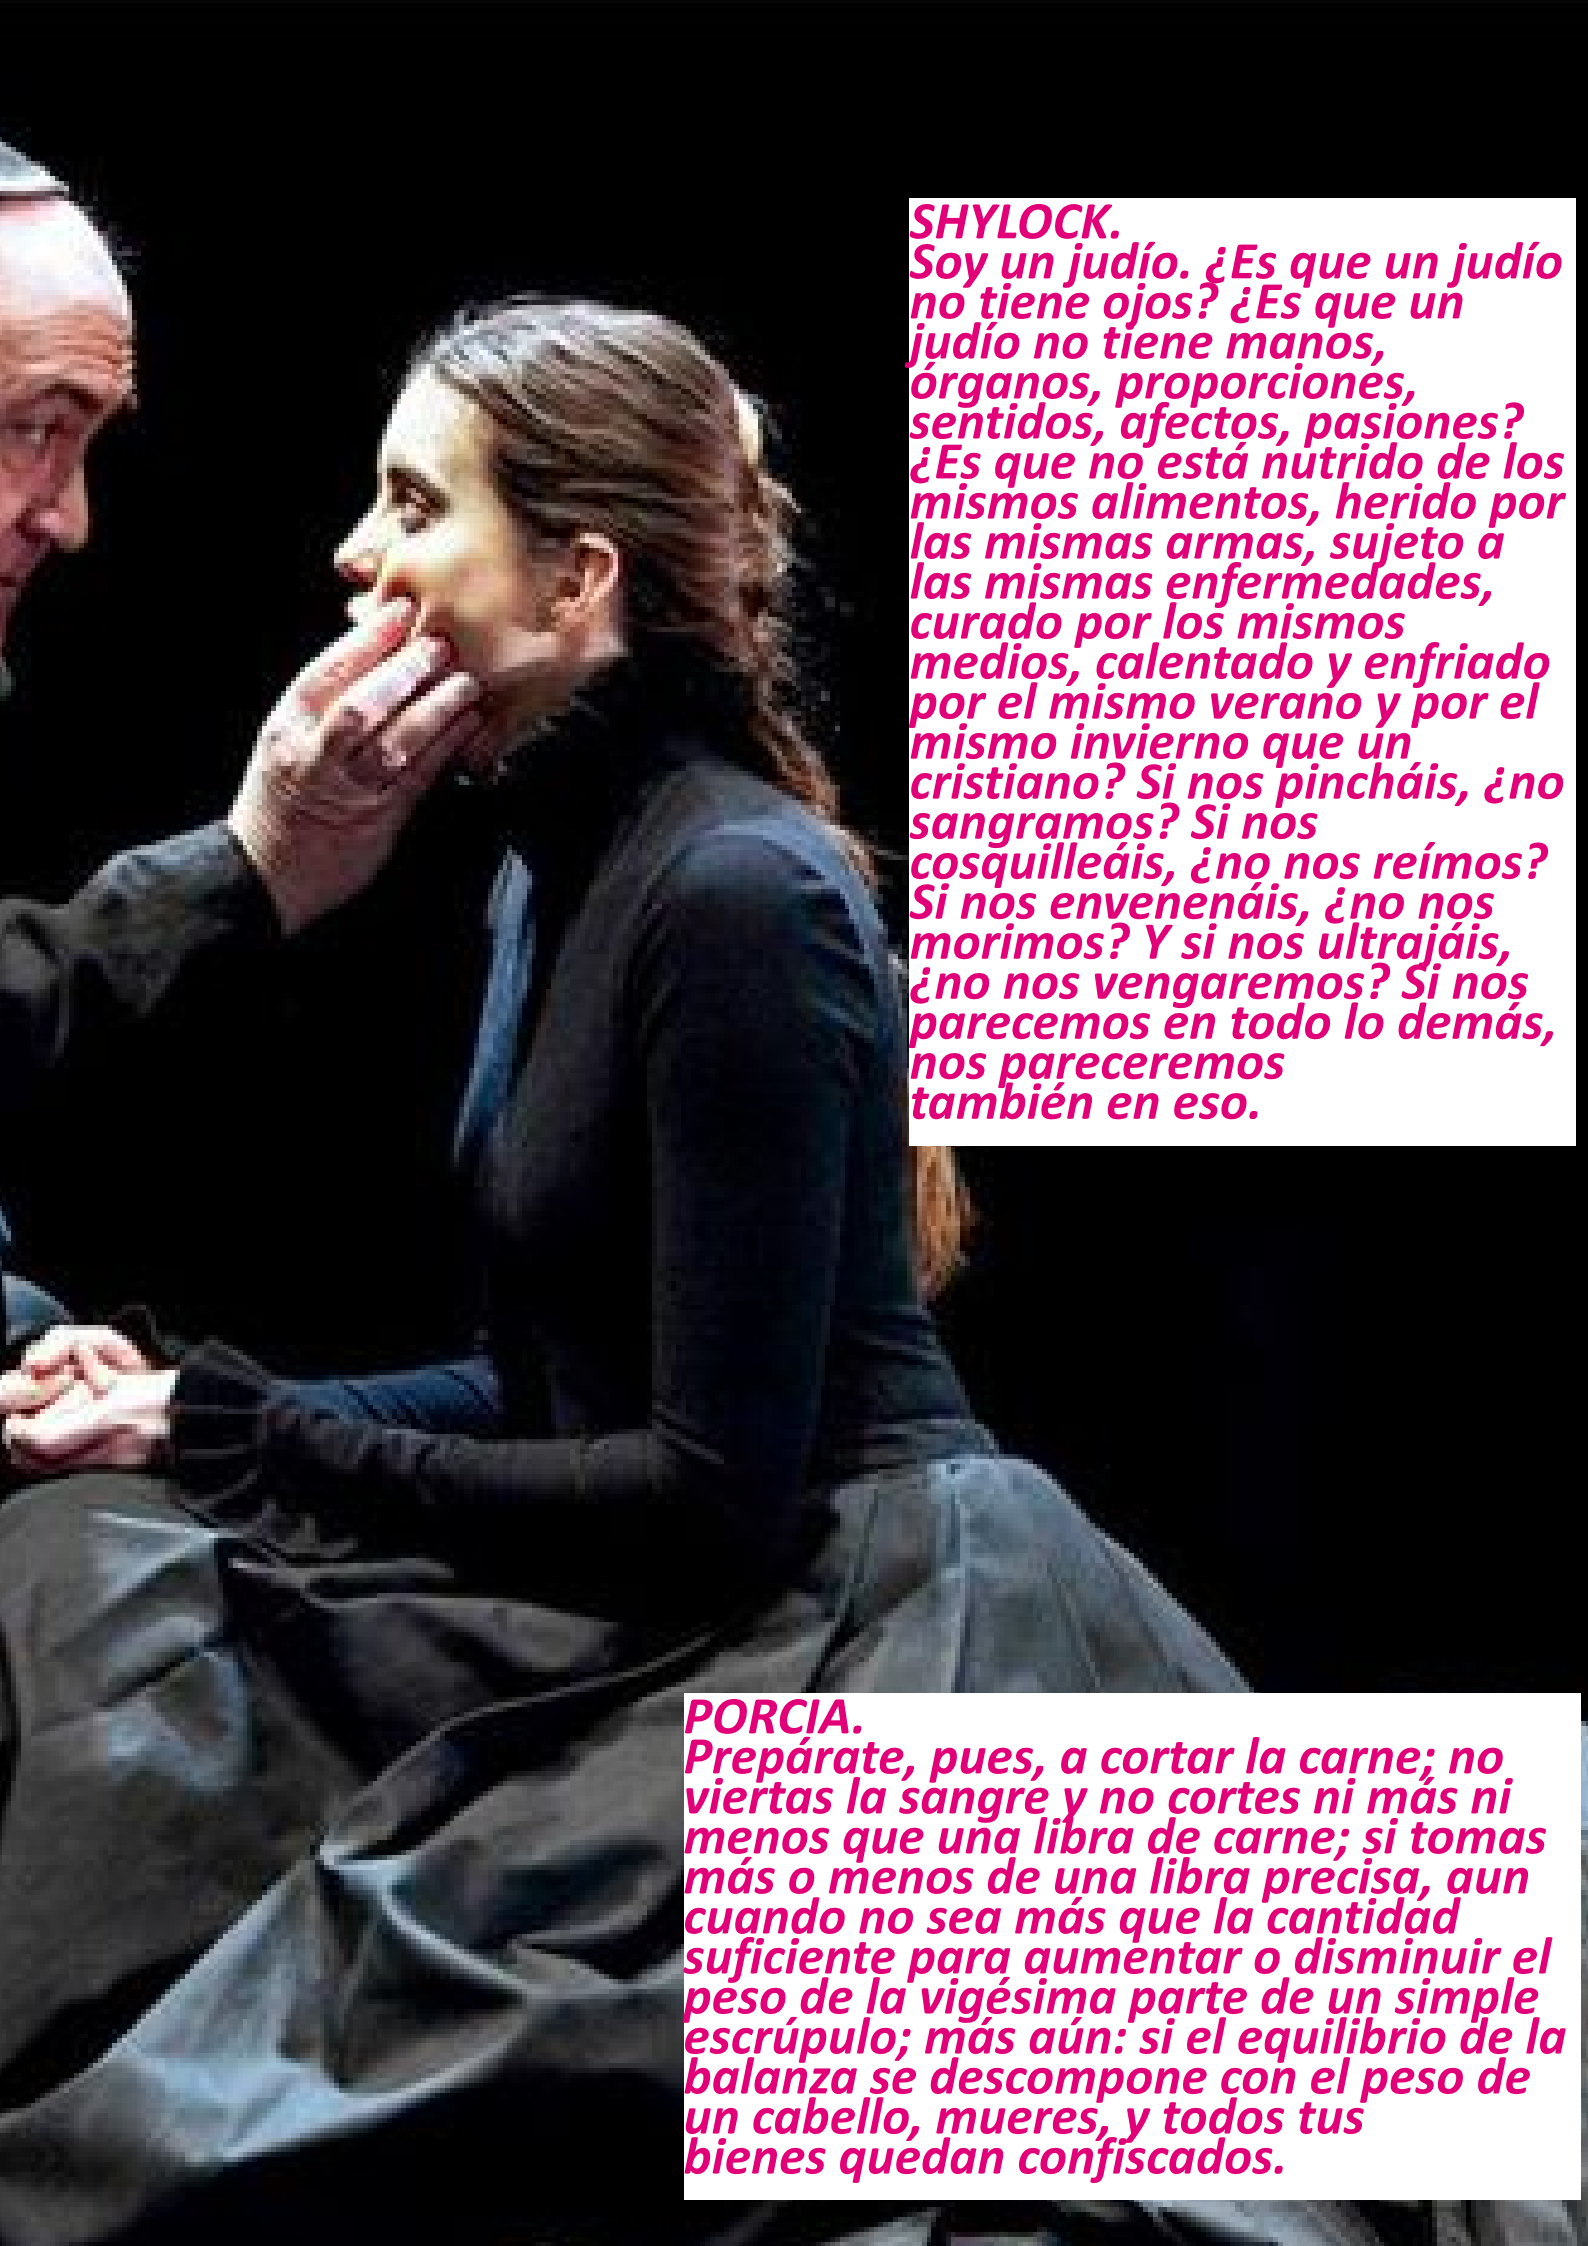 SHYLOCK.
Soy un judío. ¿Es que un judío
no tiene ojos? ¿Es que un
judío no tiene manos,
órganos, proporciones,
sentidos, afectos, pasiones?
¿Es que no está nutrido de los
mismos alimentos, herido por
las mismas armas, sujeto a
las mismas enfermedades,
curado por los mismos
medios, calentado y enfriado
por el mismo verano y por el
mismo invierno que un
cristiano? Si nos pincháis, ¿no
sangramos? Si nos
cosquilleáis, ¿no nos reímos?
Si nos envenenáis, ¿no nos
morimos? Y si nos ultrajáis,
¿no nos vengaremos? Si nos
parecemos en todo lo demás,
nos pareceremos
también en eso.
PORCIA.
Prepárate, pues, a cortar la carne; no
viertas la sangre y no cortes ni más ni
menos que una libra de carne; si tomas
más o menos de una libra precisa, aun
cuando no sea más que la cantidad
suficiente para aumentar o disminuir el
peso de la vigésima parte de un simple
escrúpulo; más aún: si el equilibrio de la
balanza se descompone con el peso de
un cabello, mueres, y todos tus
bienes quedan confiscados.